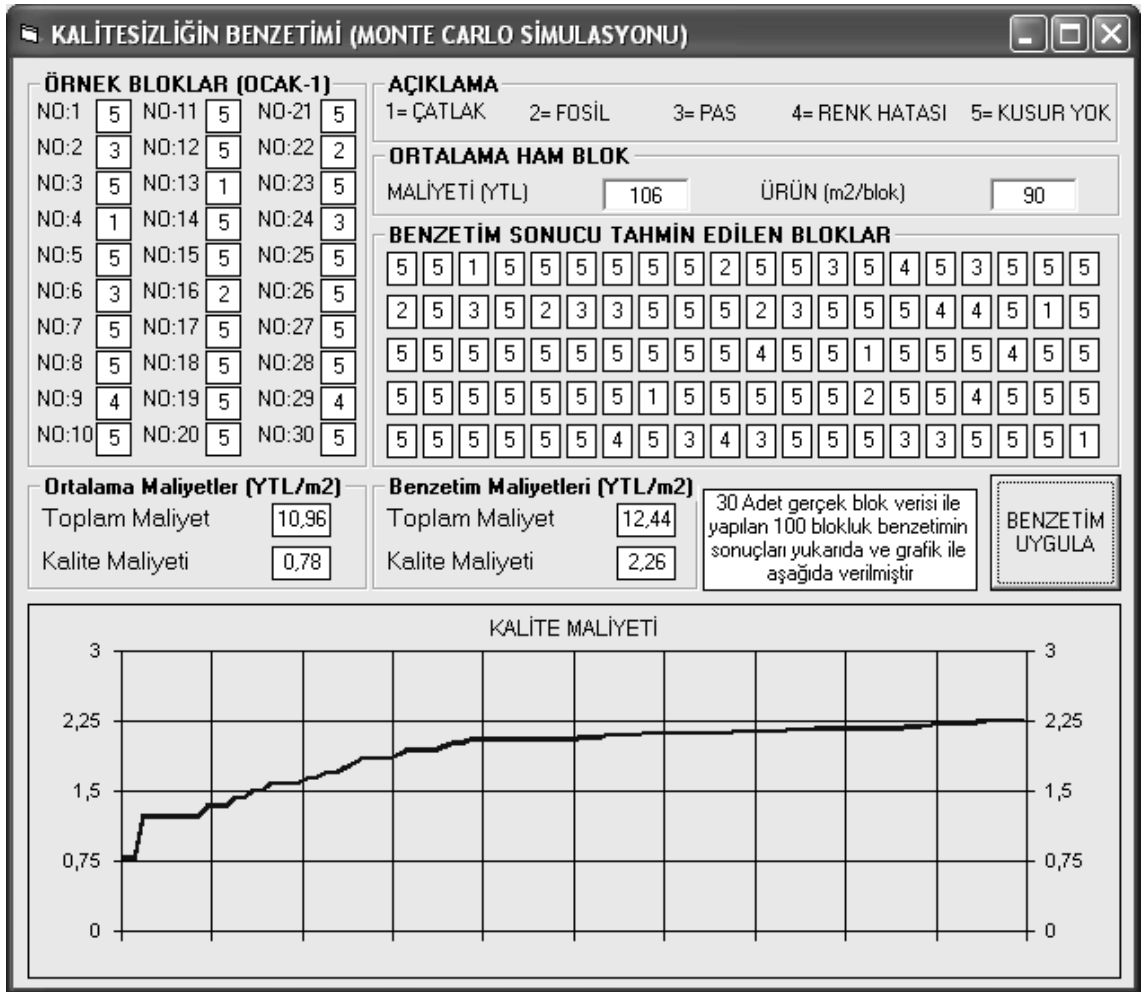 KALİTESİZLİĞİN BENZETİMİ (MONTE CARLO SİMULASYONU)
ÖRNEK BLOKLAR (OCAK-1)
NO:1 5 NO-11 5 NO-21 5
NO:2 3 NO:12 5 NO:22 2
NO:3 5 NO:13 1 NO:23 5
NO:4 1 NO:14 5 NO:24 3
NO:5 5 NO:15 5 NO:25 5
NO:6 3 NO:16 2 NO:26 5
NO:7 5 NO:17 5 NO:27 5
NO:8 5 NO:18 5 NO:28 5
NO:9 4 NO:19 5 NO:29 4
NO:10 5 NO:20 5 NO:30 5
AÇIKLAMA
1= ÇATLAK 2= FOSİL 3= PAS 4= RENK HATASI 5= KUSUR YOK
ORTALAMA HAM BLOK
MALİYETİ (YTL) 106 ÜRÜN (m2/blok) 90
BENZETİM SONUCU TAHMİN EDİLEN BLOKLAR
5 5 1 5 5 5 5 5 5 2 5 5 3 5 4 5 3 5 5 5
2 5 3 5 2 3 3 5 5 5 2 3 5 5 5 4 4 5 1 5
5 5 5 5 5 5 5 5 5 5 4 5 5 1 5 5 5 4 5 5
5 5 5 5 5 5 5 1 5 5 5 5 5 2 5 5 4 5 5 5
5 5 5 5 5 5 4 5 3 4 3 5 5 5 3 3 5 5 5 1
Ortalama Maliyetler (YTL/m2)
Toplam Maliyet 10,96
Kalite Maliyeti 0,78
Benzetim Maliyetleri (YTL/m2)
Toplam Maliyet 12,44
Kalite Maliyeti 2,26
30 Adet gerçek blok verisi ile
yapılan 100 blokluk benzetimin
sonuçları yukarıda ve grafik ile
aşağıda verilmiştir
BENZETİM
UYGULA
KALİTE MALİYETİ
3 3
2,25 2,25
1,5 1,5
0,75 0,75
0 0